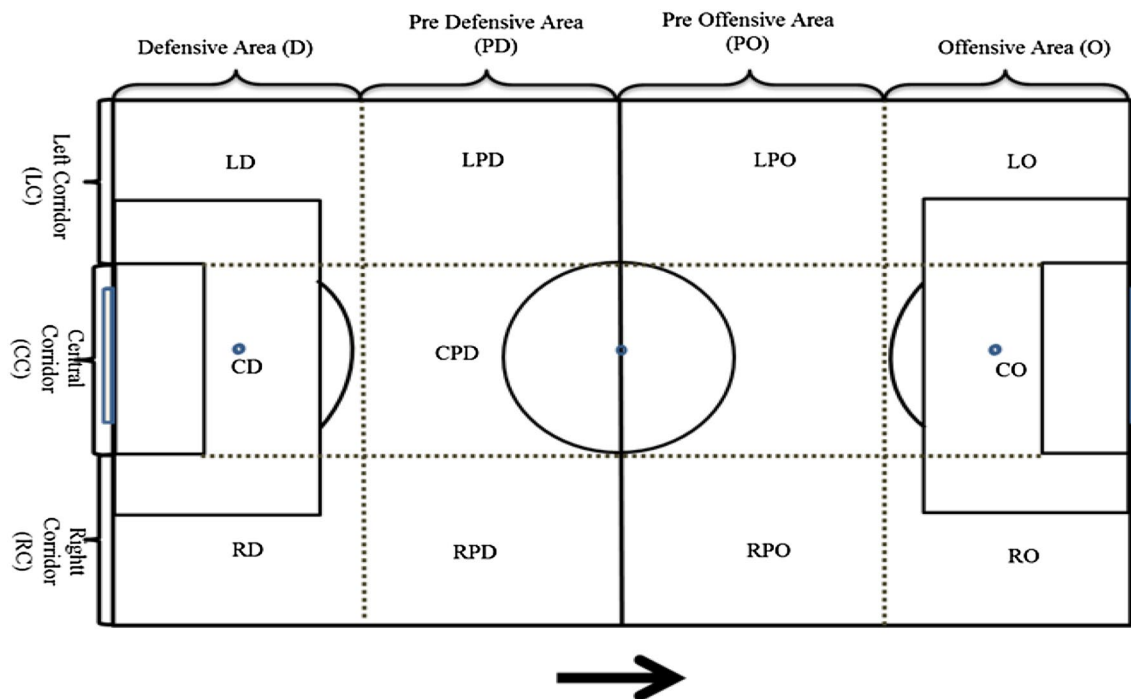 Defensive Area (D)
Pre Defensive Area
(PD)
Pre Offensive Area
(PO)
Offensive Area (O)
Left Corridor
(LC)
Central
Corridor
(CC)
Rightt
Corridor
(RC)
LD
LPD
LPO
LO
CD
CPD
CO
RD
RPD
RPO
RO